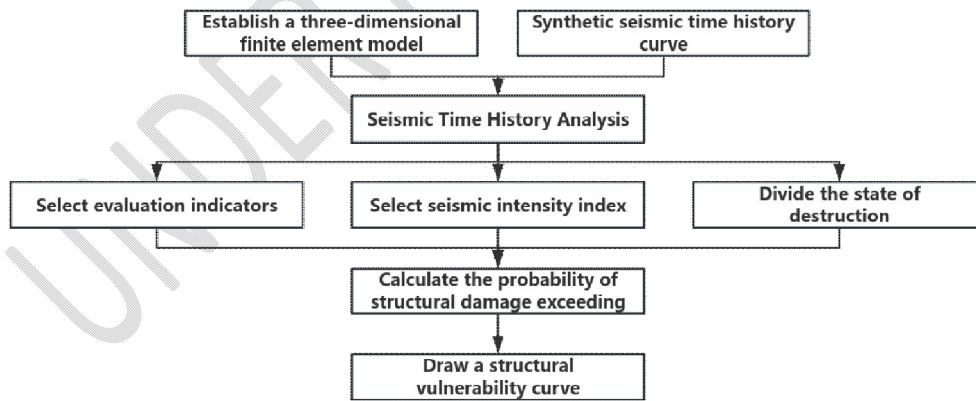 Establish a three-dimensional
finite element model
Synthetic seismic time history
curve
Seismic Time History Analysis
Select evaluation indicators
Select seismic intensity index
Divide the state of
destruction
Calculate the probability of
structural damage exceeding
Draw a structural
vulnerability curve
UNDER